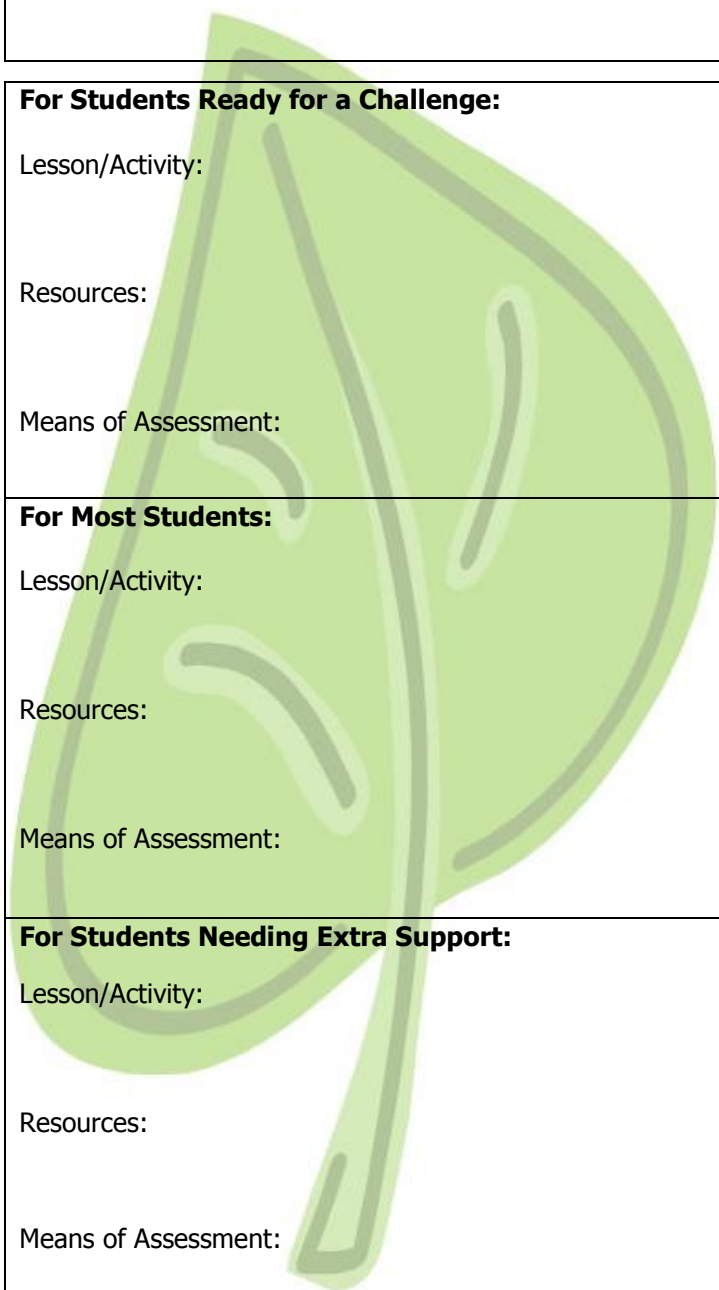 For Students Ready for a Challenge:
Lesson/Activity:
Resources:
Means of Assessment:
For Most Students:
Lesson/Activity:
Resources:
Means of Assessment:
For Students Needing Extra Support:
Lesson/Activity:
Resources:
Means of Assessment: